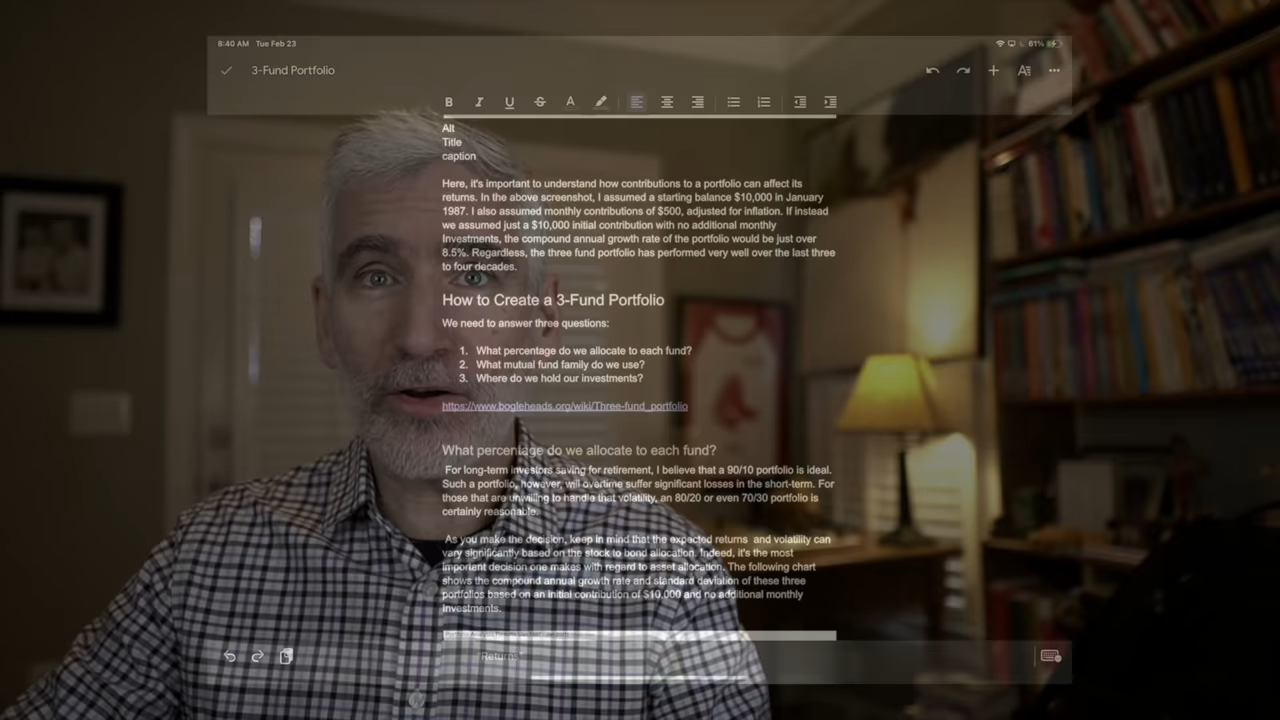 8:40 AM Tue Feb 23
61%
3-Fund Portfolio
B I U S A
Alt
Title
caption
Here, it's important to understand how contributions to a portfolio can affect its
returns. In the above screenshot, I assumed a starting balance $10,000 in January
1987. I also assumed monthly contributions of $500, adjusted for inflation. If instead
we assumed just a $10,000 initial contribution with no additional monthly
Investments, the compound annual growth rate of the portfolio would be just over
8.5%. Regardless, the three fund portfolio has performed very well over the last three
to four decades.
How to Create a 3-Fund Portfolio
We need to answer three questions:
1. What percentage do we allocate to each fund?
2. What mutual fund family do we use?
3. Where do we hold our investments?
https://www.bogleheads.org/wiki/Three-fund_portfolio
What percentage do we allocate to each fund?
For long-term investors saving for retirement, I believe that a 90/10 portfolio is ideal.
Such a portfolio, however, will overtime suffer significant losses in the short-term. For
those that are unwilling to handle that volatility, an 80/20 or even 70/30 portfolio is
certainly reasonable.
As you make the decision, keep in mind that the expected returns and volatility can
vary significantly based on the stock to bond allocation. Indeed, it's the most
important decision one makes with regard to asset allocation. The following chart
shows the compound annual growth rate and standard deviation of these three
portfolios based on an initial contribution of $10,000 and no additional monthly
investments.
"Returns"